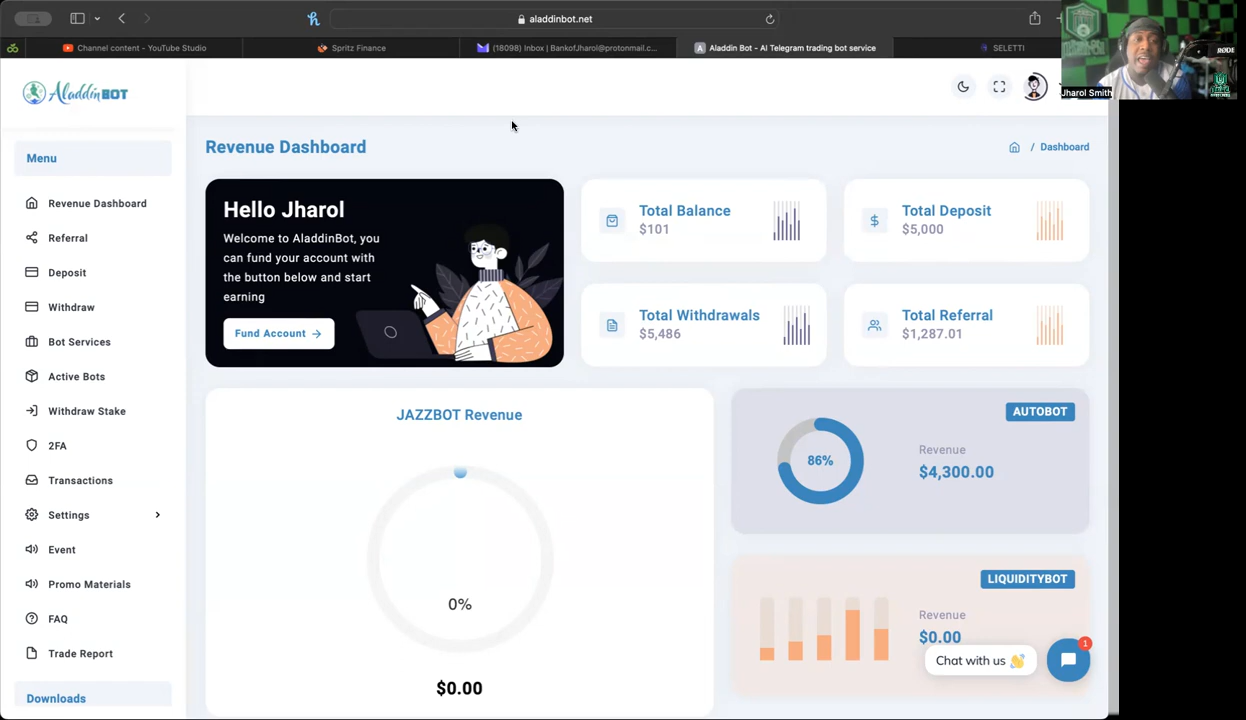 aladdinbot.net
Channel content - YouTube Studio
Spritz Finance
(18098) Inbox | BankofJharol@protonmail.c...
Aladdin Bot - AI Telegram trading bot service
SELETTI
Jharol Smith
RØDE
AladdinBOT
Menu
Revenue Dashboard
Referral
Deposit
Withdraw
Bot Services
Active Bots
Withdraw Stake
2FA
Transactions
Settings
Event
Promo Materials
FAQ
Trade Report
Downloads
Revenue Dashboard
/ Dashboard
Hello Jharol
Welcome to AladdinBot, you
can fund your account with
the button below and start
earning
Fund Account →
Total Balance
$101
Total Deposit
$5,000
Total Withdrawals
$5,486
Total Referral
$1,287.01
JAZZBOT Revenue
0%
$0.00
AUTOBOT
86%
Revenue
$4,300.00
LIQUIDITYBOT
Revenue
$0.00
Chat with us 👋
1